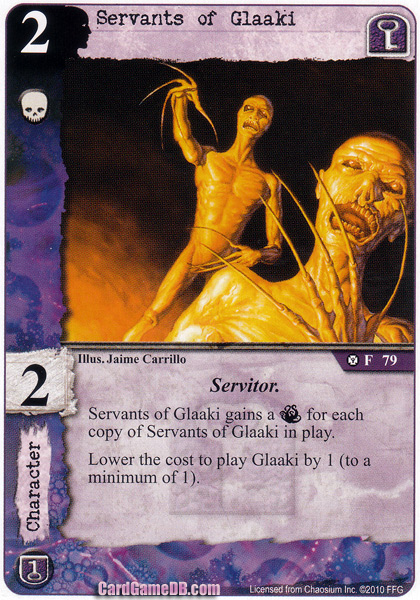 2
Servants of Glaaki
Illus. Jaime Carrillo
F 79
2
Servitor.
Servants of Glaaki gains a for each
copy of Servants of Glaaki in play.
Lower the cost to play Glaaki by 1 (to a
minimum of 1).
Character
1
CardGameDB.com
Licensed from Chaosium Inc. ©2010 FFG